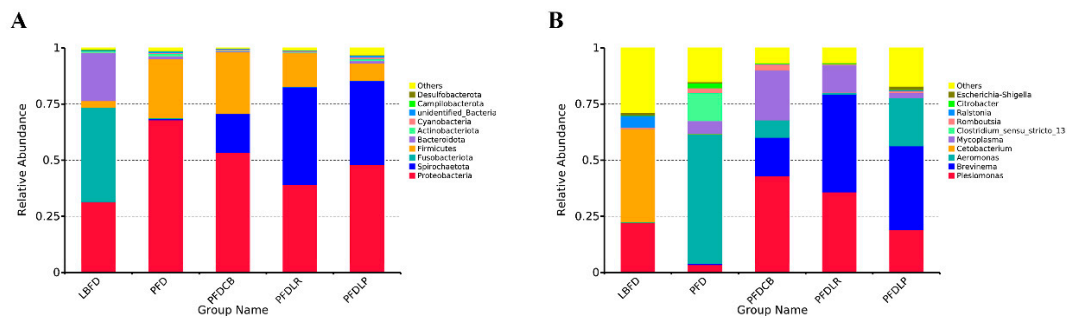 A
Relative Abundance
1
0.75
0.5
0.25
0
LBFD
PFD
PFDCB
PFDLR
PFDLP
Group Name
Others
Desulfobacterota
Campilobacterota
unidentified_Bacteria
Cyanobacteria
Actinobacteriota
Bacteroidota
Firmicutes
Fusobacteriota
Spirochaetota
Proteobacteria
B
Relative Abundance
1
0.75
0.5
0.25
0
LBFD
PFD
PFDCB
PFDLR
PFDLP
Group Name
Others
Escherichia-Shigella
Citrobacter
Ralstonia
Romboutsia
Clostridium_sensu_stricto_13
Mycoplasma
Cetobacterium
Aeromonas
Brevinema
Plesiomonas